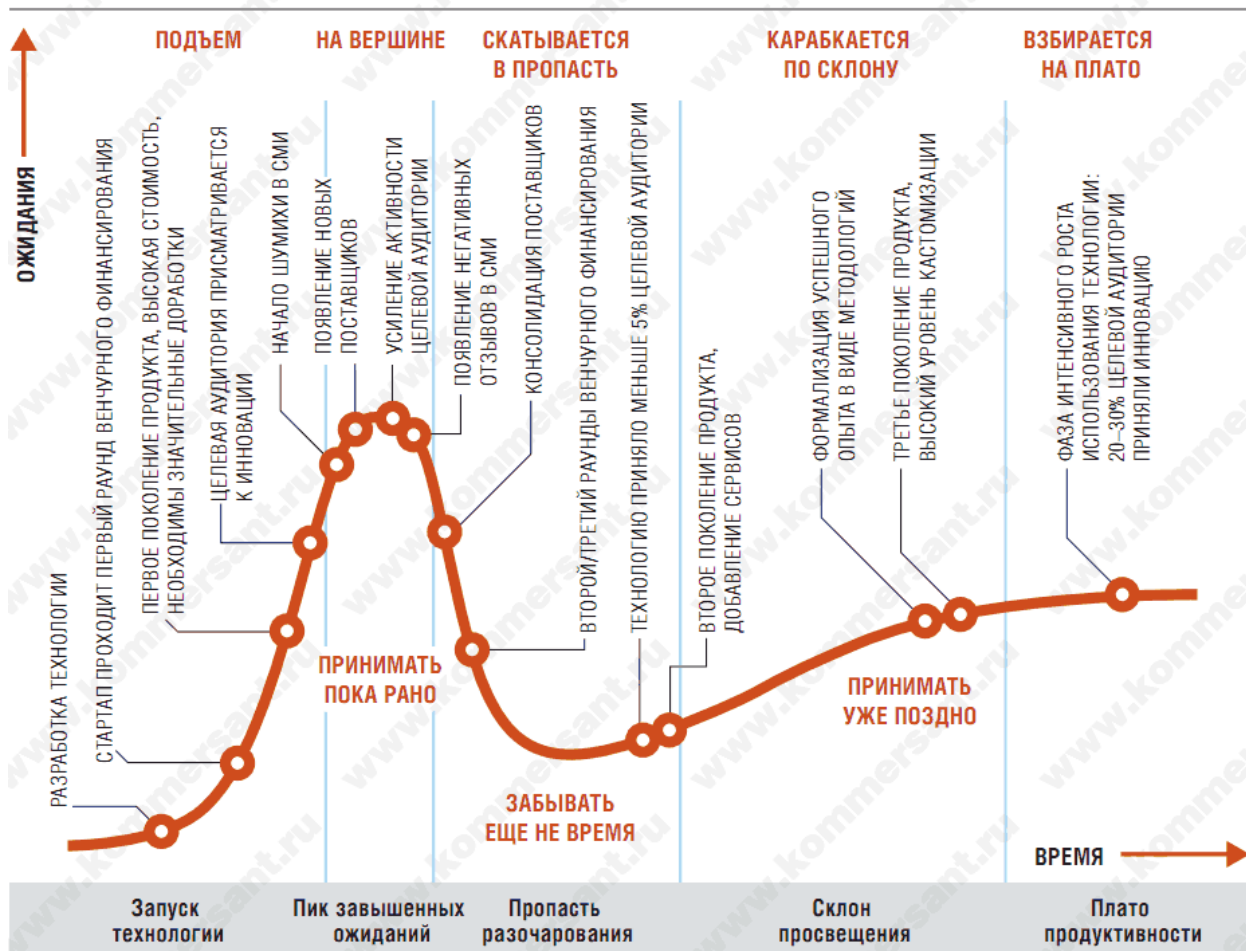 ПОДЪЕМ
НА ВЕРШИНЕ
СКАТЫВАЕТСЯ
В ПРОПАСТЬ
КАРАБКАЕТСЯ
ПО СКЛОНУ
ВЗБИРАЕТСЯ
НА ПЛАТО
ОЖИДАНИЯ
РАЗРАБОТКА ТЕХНОЛОГИИ
СТАРТАП ПРОХОДИТ ПЕРВЫЙ РАУНД ВЕНЧУРНОГО ФИНАНСИРОВАНИЯ
ПЕРВОЕ ПОКОЛЕНИЕ ПРОДУКТА, ВЫСОКАЯ СТОИМОСТЬ,
НЕОБХОДИМЫ ЗНАЧИТЕЛЬНЫЕ ДОРАБОТКИ
ЦЕЛЕВАЯ АУДИТОРИЯ ПРИСМАТРИВАЕТСЯ
К ИННОВАЦИИ
НАЧАЛО ШУМИХИ В СМИ
ПОЯВЛЕНИЕ НОВЫХ
ПОСТАВЩИКОВ
УСИЛЕНИЕ АКТИВНОСТИ
ЦЕЛЕВОЙ АУДИТОРИИ
ПОЯВЛЕНИЕ НЕГАТИВНЫХ
ОТЗЫВОВ В СМИ
КОНСОЛИДАЦИЯ ПОСТАВЩИКОВ
ВТОРОЙ/ТРЕТИЙ РАУНДЫ ВЕНЧУРНОГО ФИНАНСИРОВАНИЯ
ТЕХНОЛОГИЮ ПРИНЯЛО МЕНЬШЕ 5% ЦЕЛЕВОЙ АУДИТОРИИ
ВТОРОЕ ПОКОЛЕНИЕ ПРОДУКТА,
ДОБАВЛЕНИЕ СЕРВИСОВ
ФОРМАЛИЗАЦИЯ УСПЕШНОГО
ОПЫТА В ВИДЕ МЕТОДОЛОГИЙ
ТРЕТЬЕ ПОКОЛЕНИЕ ПРОДУКТА,
ВЫСОКИЙ УРОВЕНЬ КАСТОМИЗАЦИИ
ФАЗА ИНТЕНСИВНОГО РОСТА
ИСПОЛЬЗОВАНИЯ ТЕХНОЛОГИИ:
20–30% ЦЕЛЕВОЙ АУДИТОРИИ
ПРИНЯЛИ ИННОВАЦИЮ
ПРИНИМАТЬ
ПОКА РАНО
ЗАБЫВАТЬ
ЕЩЕ НЕ ВРЕМЯ
ПРИНИМАТЬ
УЖЕ ПОЗДНО
ВРЕМЯ
Запуск
технологии
Пик завышенных
ожиданий
Пропасть
разочарования
Склон
просвещения
Плато
продуктивности
www.kommersant.ru